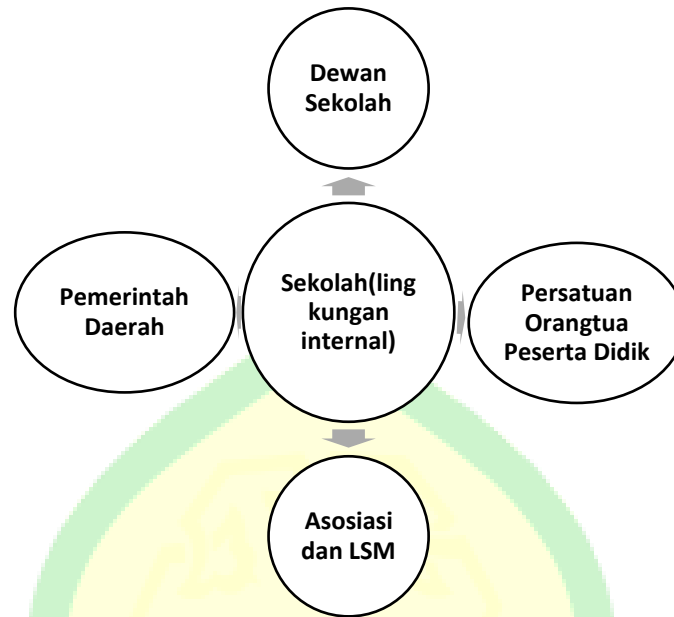 Dewan
Sekolah
Pemerintah
Daerah
Sekolah(ling
kungan
internal)
Persatuan
Orangtua
Peserta Didik
Asosiasi
dan LSM